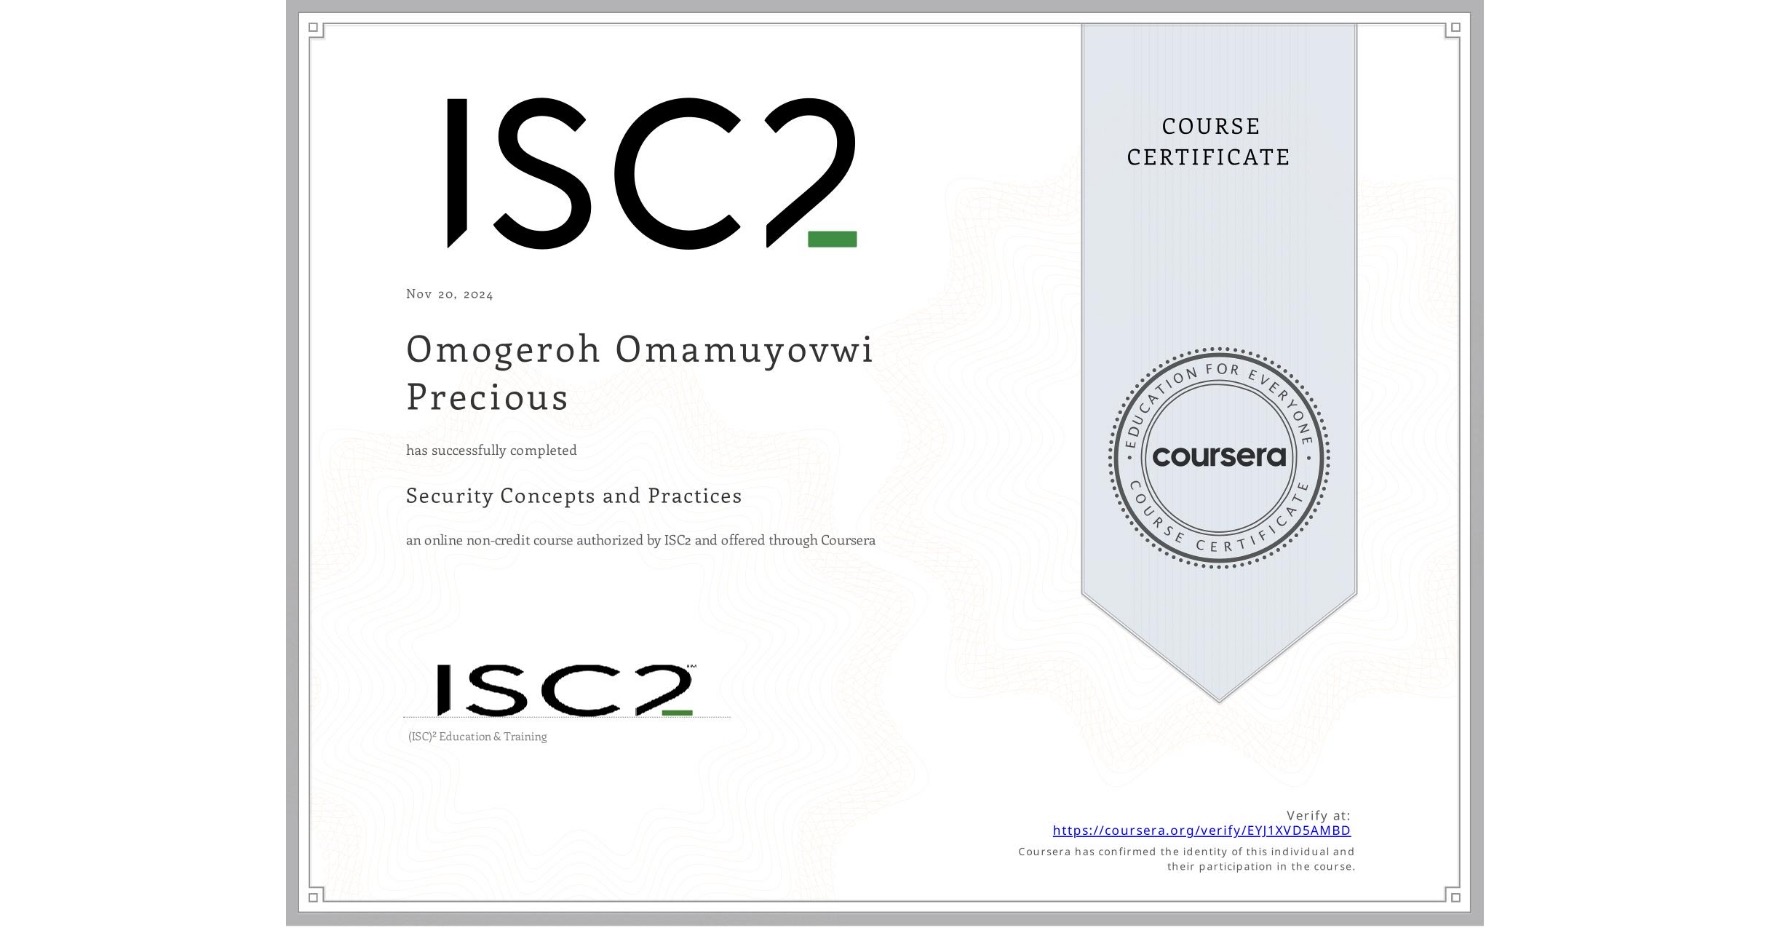 ISC2
COURSE
CERTIFICATE
Nov 20, 2024
Omogeroh Omamuyovwi
Precious
has successfully completed
Security Concepts and Practices
an online non-credit course authorized by ISC2 and offered through Coursera
EDUCATION FOR EVERYONE
coursera
COURSE CERTIFICATE
ISC2™
(ISC)² Education & Training
Verify at:
https://coursera.org/verify/EYJ1XVD5AMBD
Coursera has confirmed the identity of this individual and
their participation in the course.